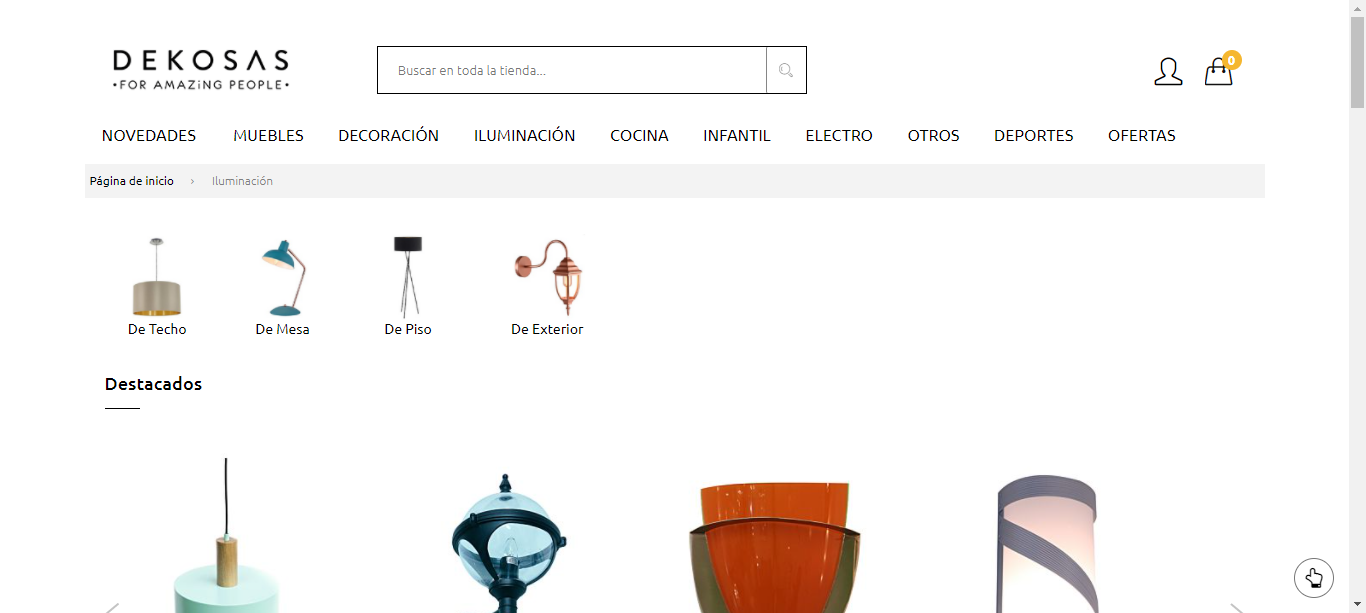 DEKOSAS
·FOR AMAZiNG PEOPLE·
Buscar en toda la tienda...
0
NOVEDADES MUEBLES DECORACIÓN ILUMINACIÓN COCINA INFANTIL ELECTRO OTROS DEPORTES OFERTAS
Página de inicio › Iluminación
De Techo De Mesa De Piso De Exterior
Destacados